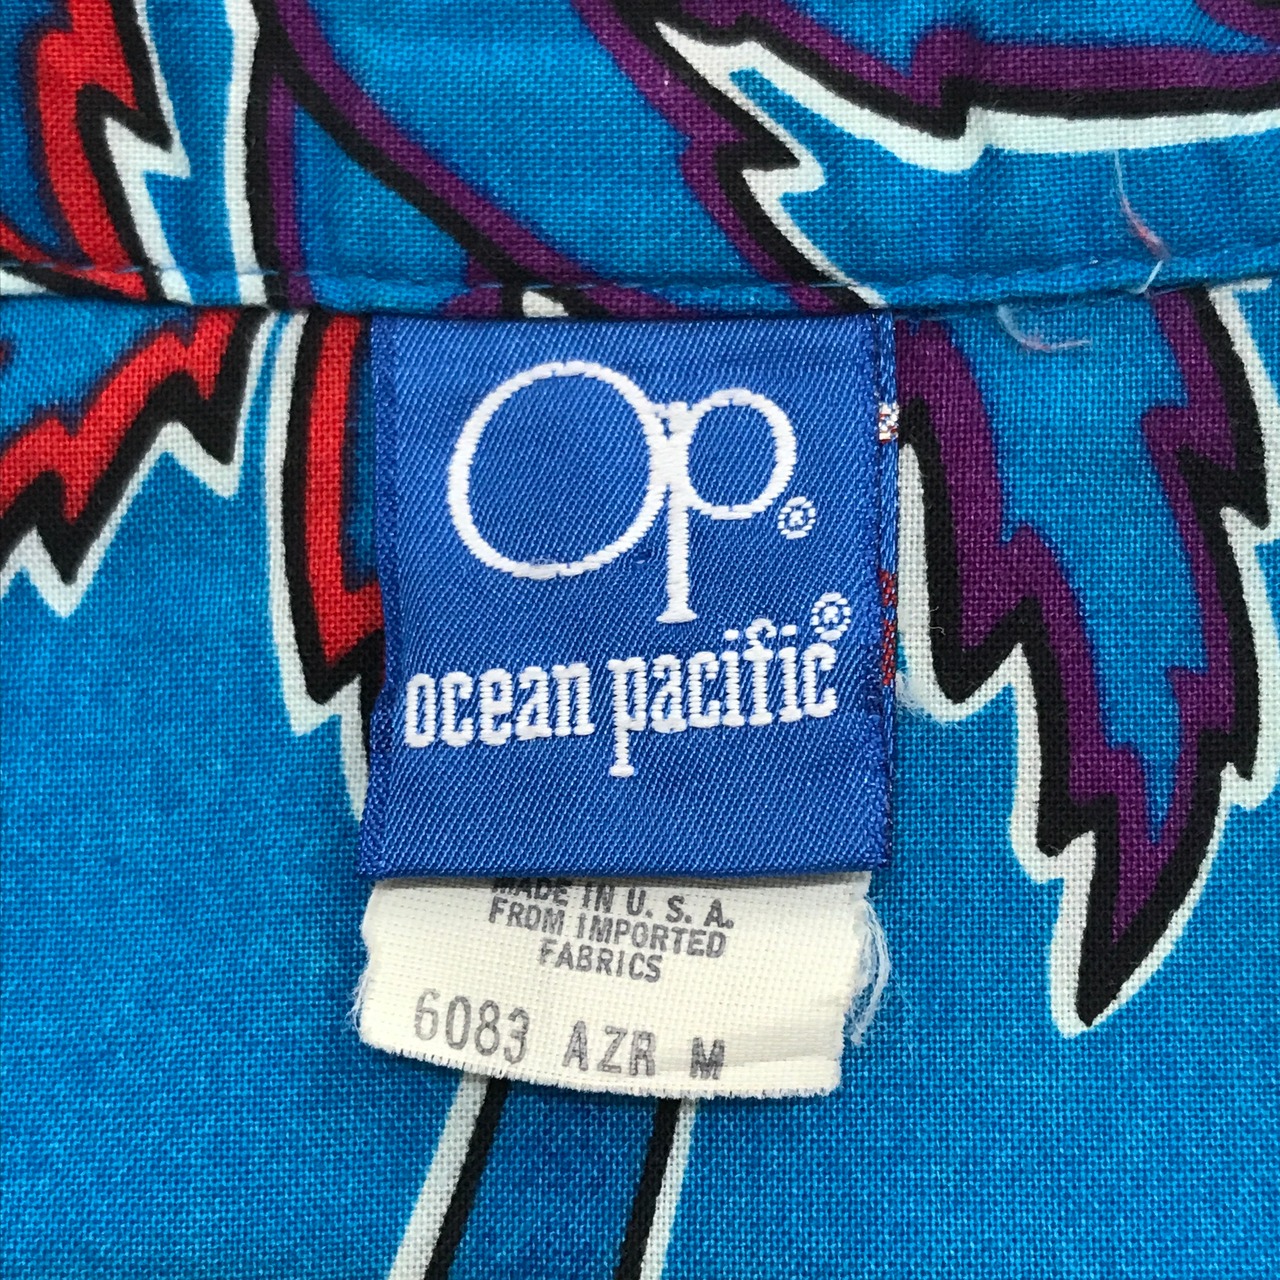 Op®
ocean pacific®
MADE IN U.S.A.
FROM IMPORTED
FABRICS
6083 AZR M